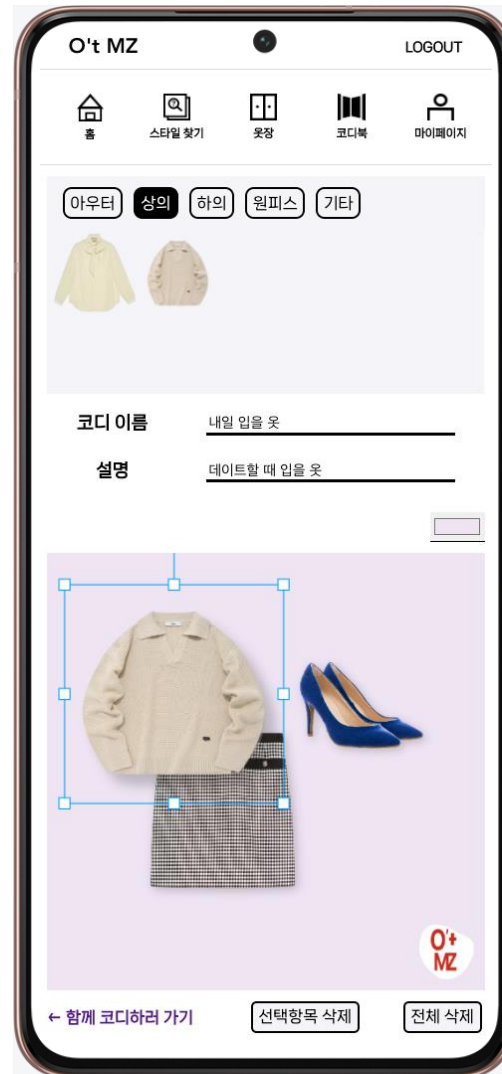 O't MZ LOGOUT
홈 스타일 찾기 옷장 코디북 마이페이지
아우터 상의 하의 원피스 기타
코디 이름 내일 입을 옷
설명 데이트할 때 입을 옷
O't
MZ
← 함께 코디하러 가기 선택항목 삭제 전체 삭제